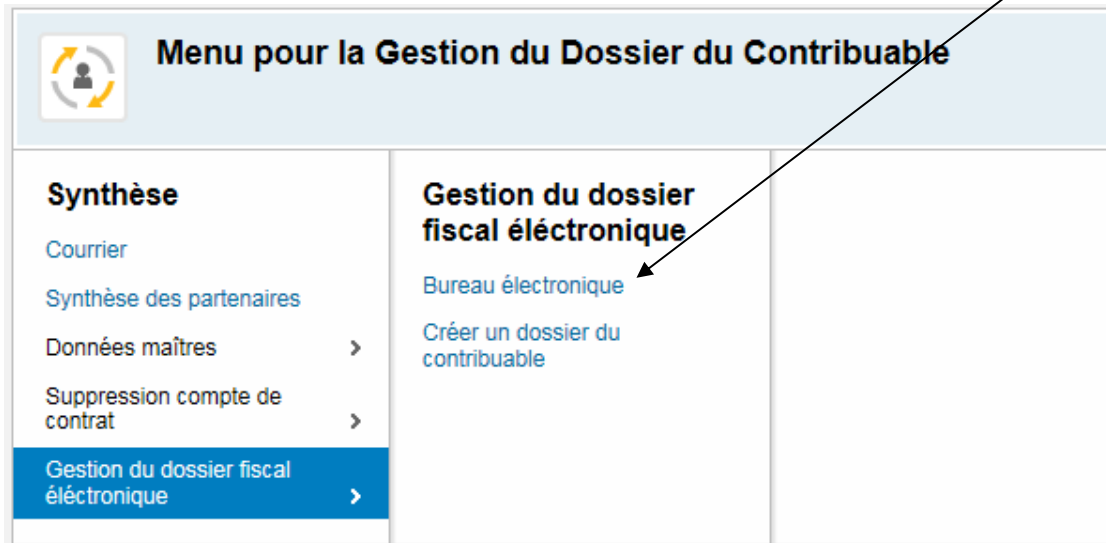 Menu pour la Gestion du Dossier du Contribuable
Synthèse
Courrier
Synthèse des partenaires
Données maîtres
Suppression compte de
contrat
Gestion du dossier fiscal
éléctronique
Gestion du dossier
fiscal éléctronique
Bureau électronique
Créer un dossier du
contribuable